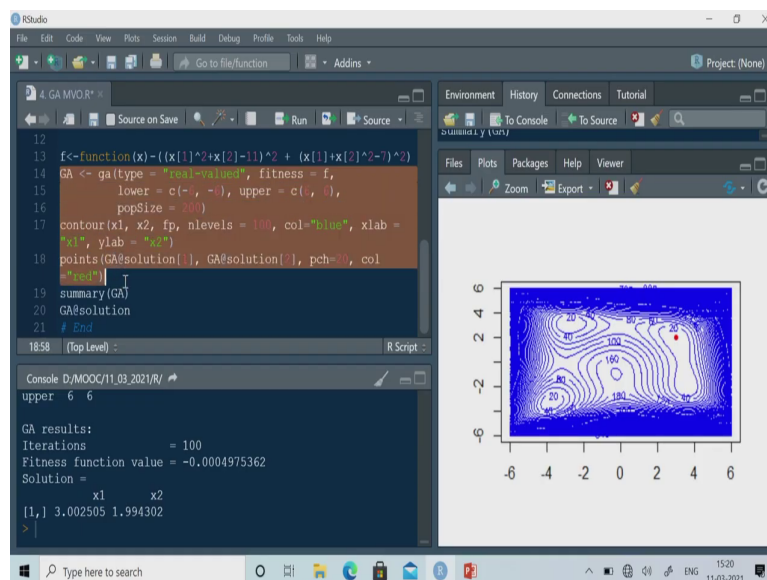 RStudio
File Edit Code View Plots Session Build Debug Profile Tools Help
Go to file/function Addins Project: (None)
4. GA MVO.R*
Source on Save Run Source
12
13 f<-function(x)-((x[1]^2+x[2]-11)^2 + (x[1]+x[2]^2-7)^2)
14 GA <- ga(type = "real-valued", fitness = f,
15 lower = c(-6, -6), upper = c(6, 6),
16 popSize = 200)
17 contour(x1, x2, fp, nlevels = 100, col="blue", xlab =
"x1", ylab = "x2")
18 points(GA@solution[1], GA@solution[2], pch=20, col
="red")
19 summary(GA)
20 GA@solution
21 # End
18:58 (Top Level) R Script
Console D:/MOOC/11_03_2021/R/
upper 6 6
GA results:
Iterations = 100
Fitness function value = -0.0004975362
Solution =
x1 x2
[1,] 3.002505 1.994302
>
Environment History Connections Tutorial
To Console To Source
summary(GA)
Files Plots Packages Help Viewer
Zoom Export
6
4
2
-2
-6
20 40 80 20
100
160
80
20 180 40
-6 -4 -2 0 2 4 6
Type here to search
ENG
15:20
11-03-2021